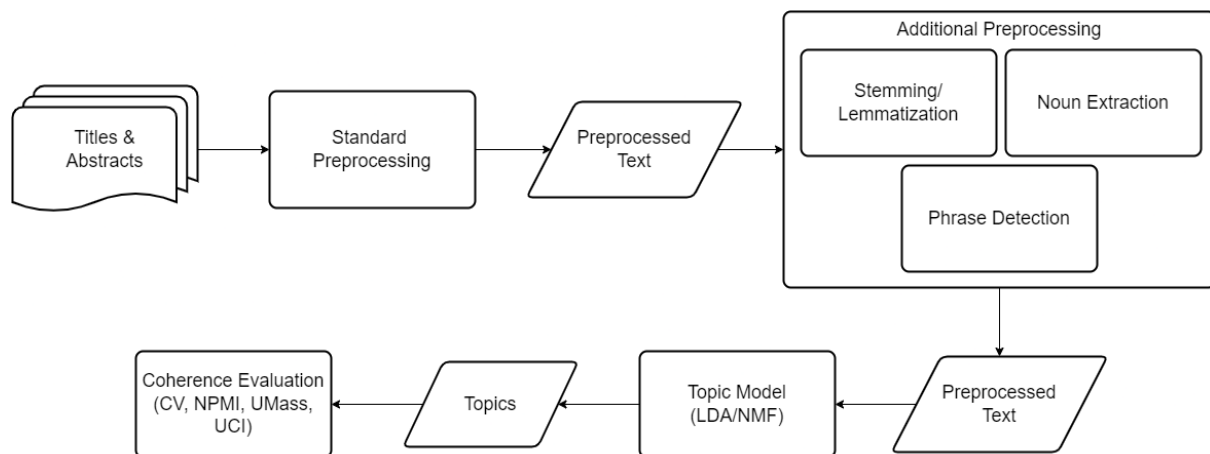 Titles &
Abstracts
Standard
Preprocessing
Preprocessed
Text
Additional Preprocessing
Stemming/
Lemmatization
Noun Extraction
Phrase Detection
Coherence Evaluation
(CV, NPMI, UMass,
UCI)
Topics
Topic Model
(LDA/NMF)
Preprocessed
Text